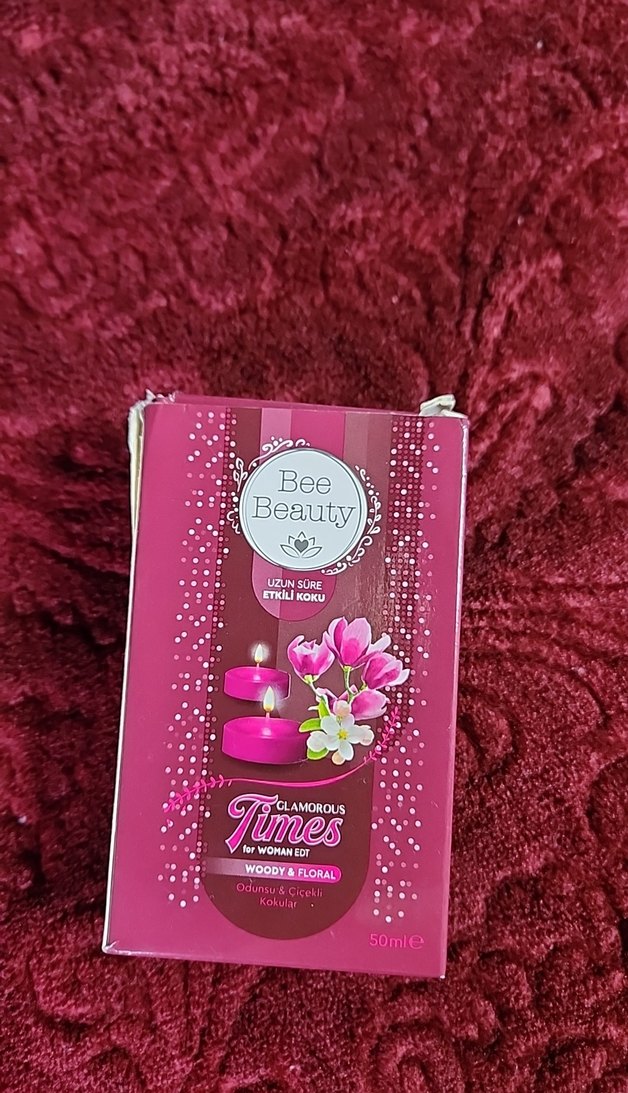 Bee
Beauty
UZUN SÜRE
ETKİLİ KOKU
GLAMOROUS
Times
for WOMAN EDT
WOODY & FLORAL
Odunsu & Çiçekli
Kokular
50ml e